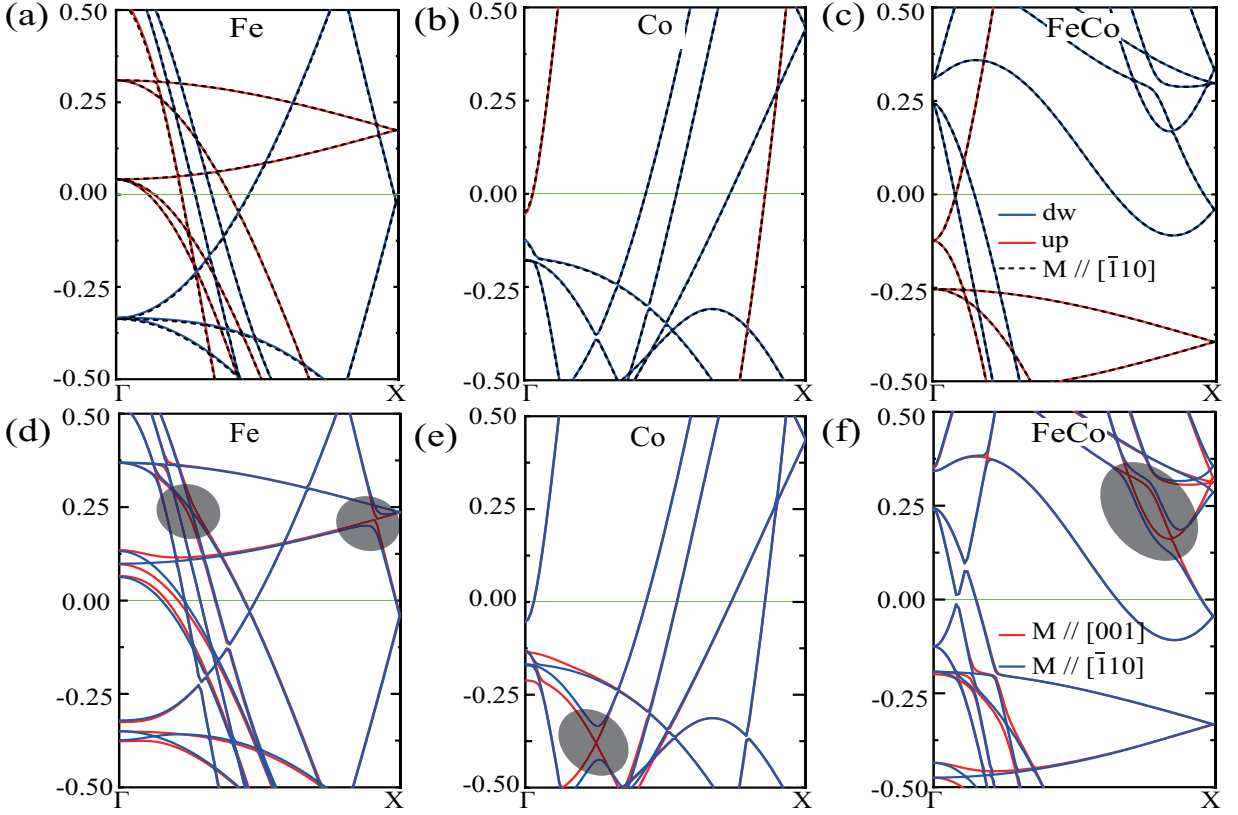 (a)
Fe
0.50
0.25
0.00
-0.25
-0.50
Γ
X
(b)
Co
0.50
0.25
0.00
-0.25
-0.50
Γ
X
(c)
FeCo
0.50
0.25
0.00
-0.25
-0.50
dw
up
M // [1̄10]
Γ
X
(d)
Fe
0.50
0.25
0.00
-0.25
-0.50
Γ
X
(e)
Co
0.50
0.25
0.00
-0.25
-0.50
Γ
X
(f)
FeCo
0.50
0.25
0.00
-0.25
-0.50
M // [001]
M // [1̄10]
Γ
X